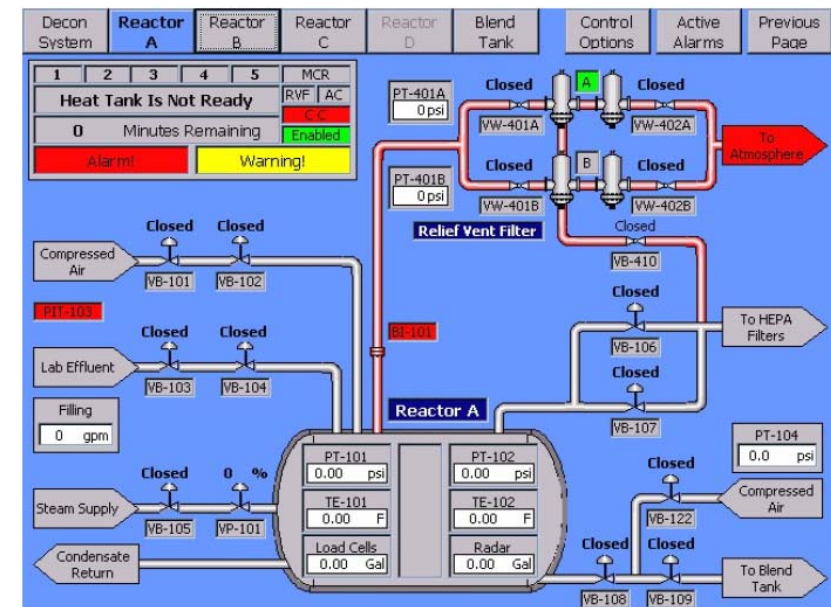 Decon
System
Reactor
A
Reactor
B
Reactor
C
Reactor
D
Blend
Tank
Control
Options
Active
Alarms
Previous
Page
1 2 3 4 5 MCR
Heat Tank Is Not Ready
RVF AC
C C
0 Minutes Remaining
Enabled
Alarm!
Warning!
PT-401A
0 psi
Closed
A
Closed
VW-401A
VW-402A
To
Atmosphere
PT-401B
0 psi
Closed
B
Closed
VW-401B
VW-402B
Relief Vent Filter
Closed
VB-410
Closed
Closed
Compressed
Air
VB-101
VB-102
PIT-103
BI-101
Closed
VB-106
To HEPA
Filters
Closed
Closed
Lab Effluent
VB-103
VB-104
Closed
VB-107
Filling
0 gpm
Reactor A
PT-101
0.00 psi
PT-102
0.00 psi
TE-101
0.00 F
TE-102
0.00 F
Load Cells
0.00 Gal
Radar
0.00 Gal
PT-104
0.0 psi
Closed
0 %
Steam Supply
VB-105
VP-101
Condensate
Return
Closed
Compressed
Air
VB-122
Closed
Closed
To Blend
Tank
VB-108
VB-109